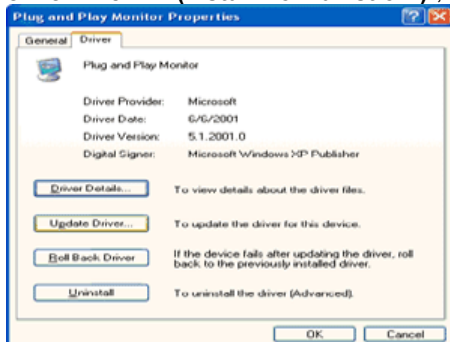 Plug and Play Monitor Properties
General Driver
Plug and Play Monitor
Driver Provider: Microsoft
Driver Date: 6/6/2001
Driver Version: 5.1.2001.0
Digital Signer: Microsoft Windows XP Publisher
Driver Details... To view details about the driver files.
Update Driver... To update the driver for this device.
Roll Back Driver If the device fails after updating the driver, roll
back to the previously installed driver.
Uninstall To uninstall the driver (Advanced).
OK Cancel